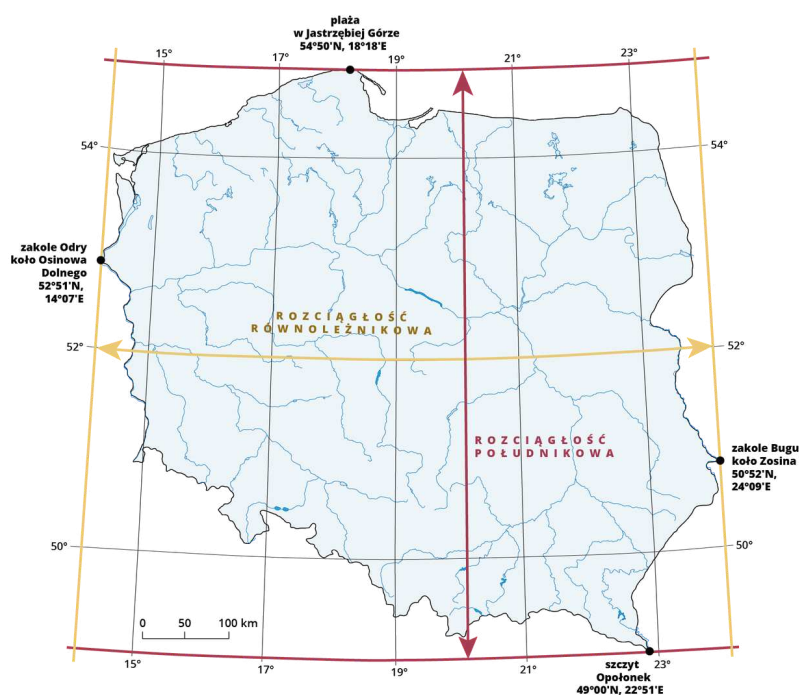 plaża
w Jastrzębiej Górze
54°50'N, 18°18'E
15°
17°
19°
21°
23°
54°
54°
zakole Odry
koło Osinowa
Dolnego
52°51'N,
14°07'E
ROZCIĄGŁOŚĆ
RÓWNOLEŻNIKOWA
52°
52°
ROZCIĄGŁOŚĆ
POŁUDNIKOWA
zakole Bugu
koło Zosina
50°52'N,
24°09'E
50°
50°
0 50 100 km
15°
17°
19°
21°
23°
szczyt
Opołonek
49°00'N, 22°51'E